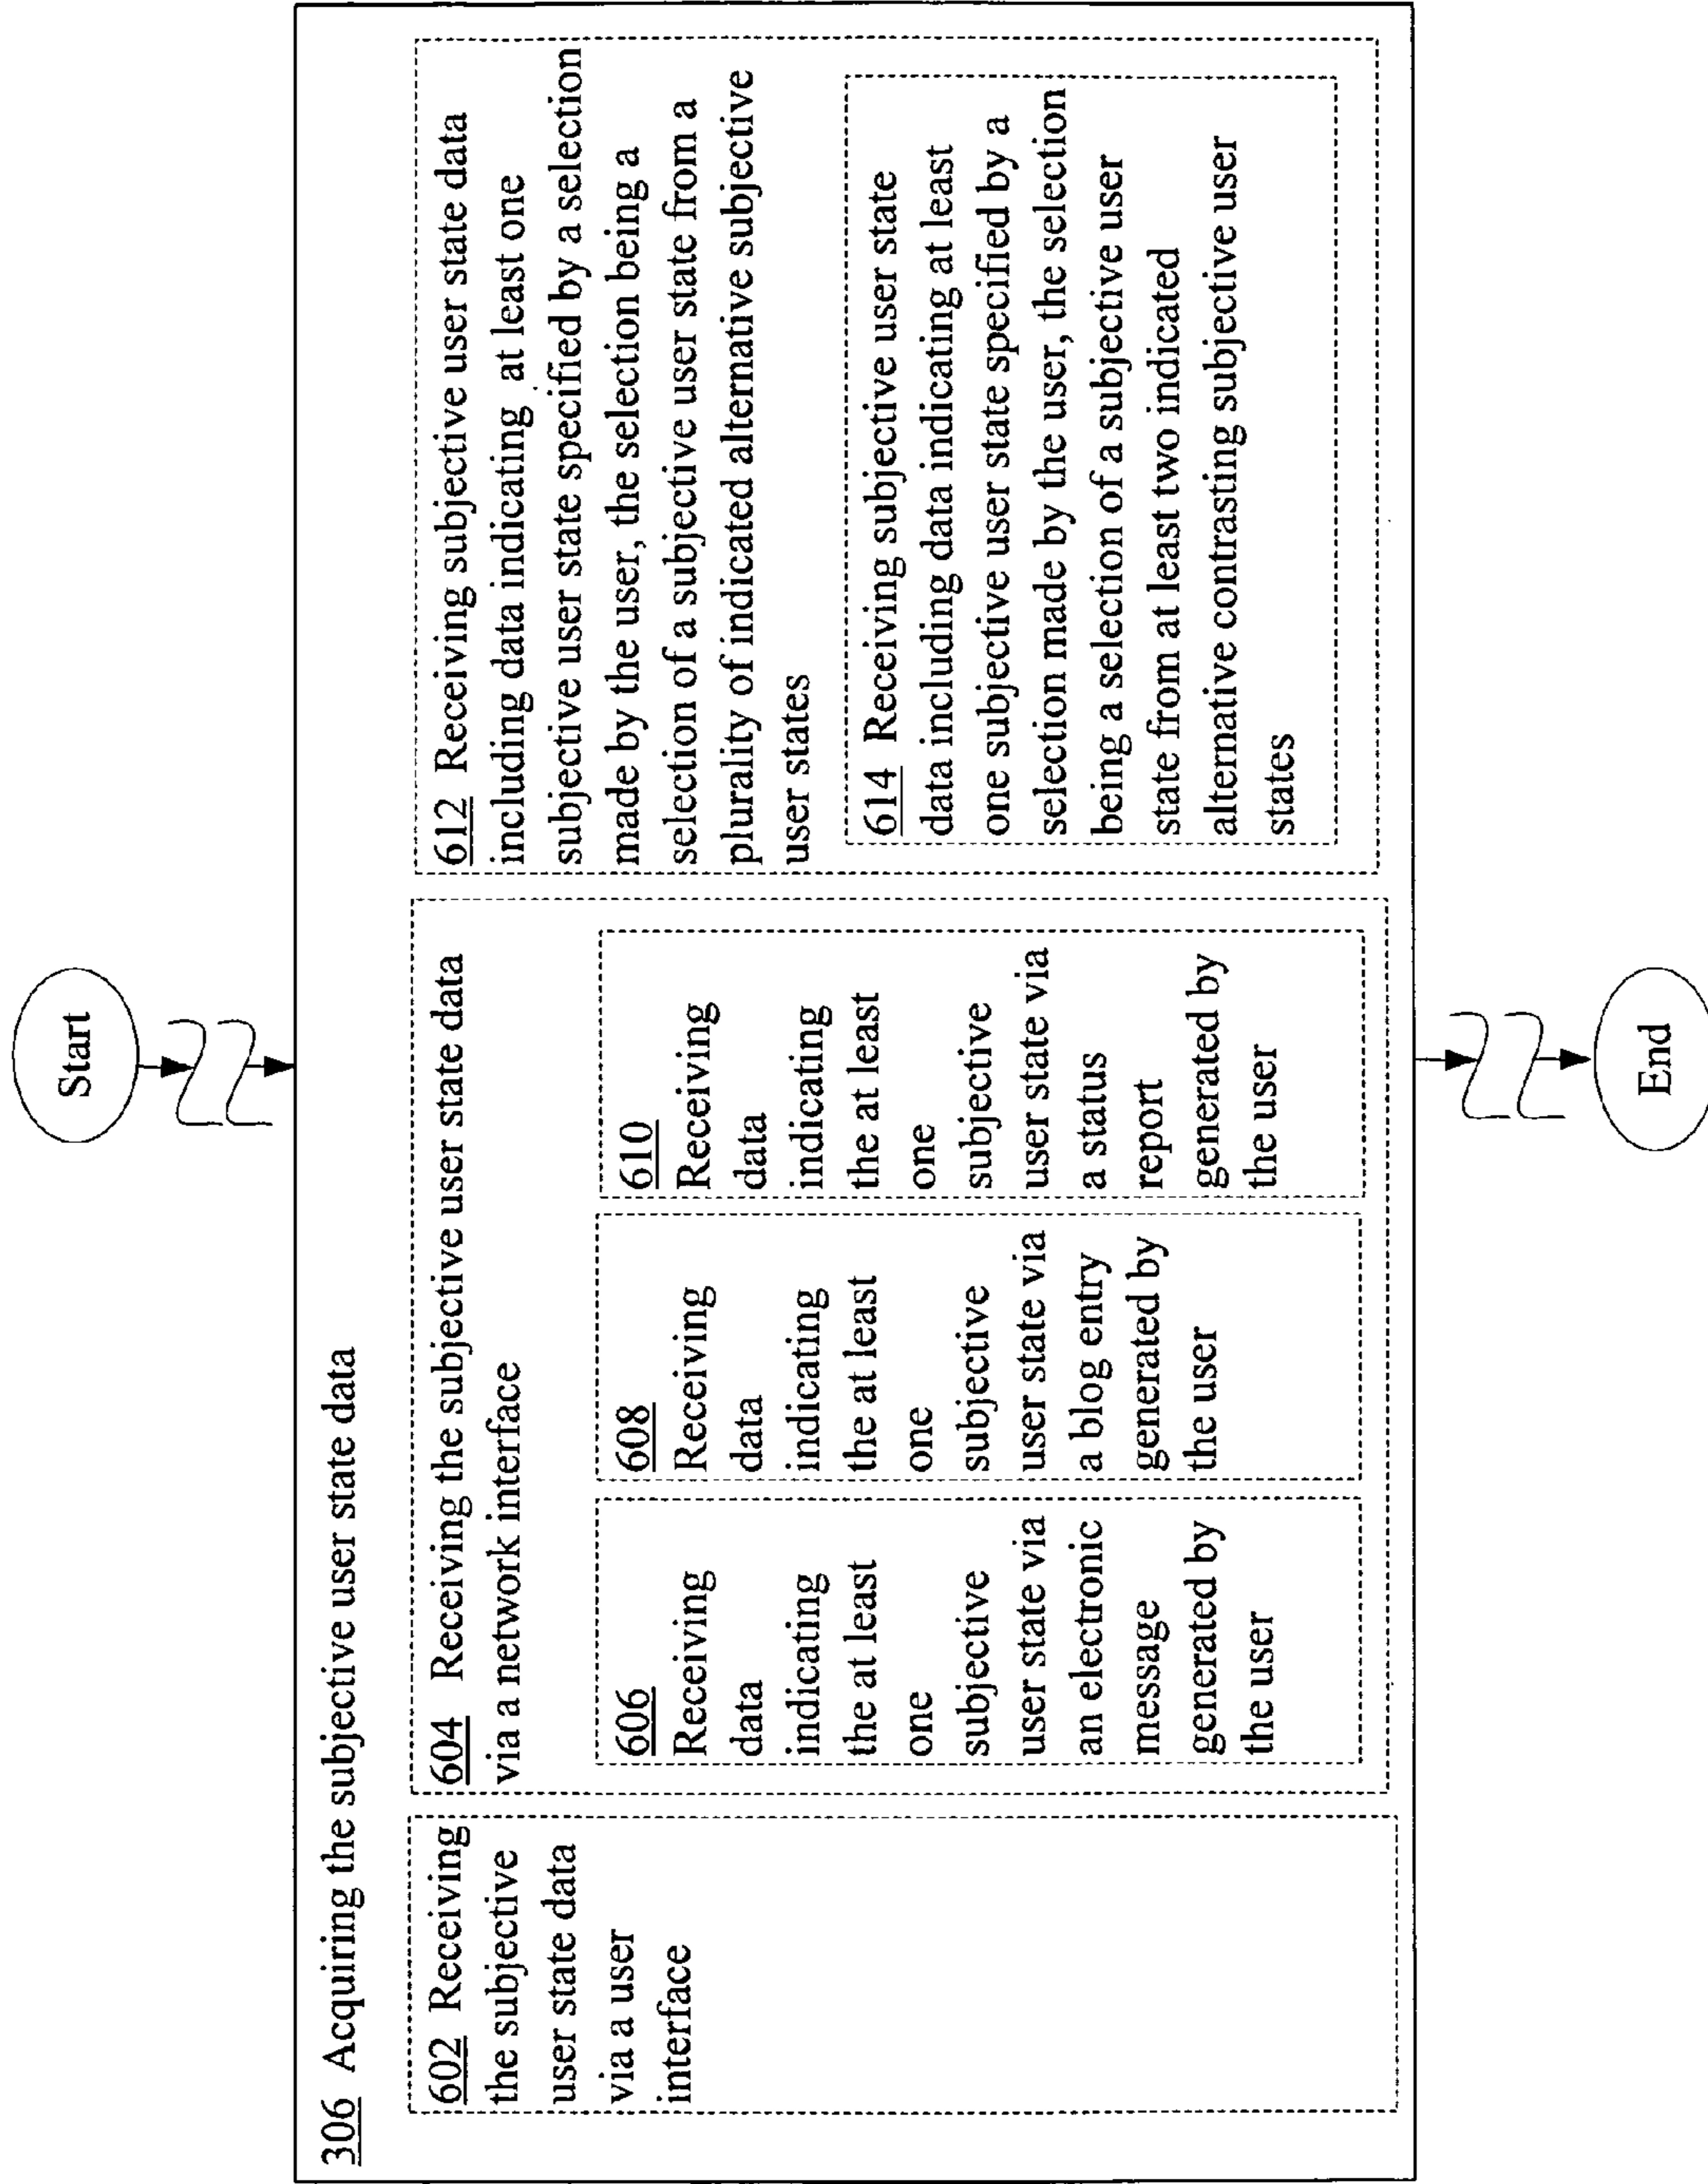 Start
306 Acquiring the subjective user state data
602 Receiving
the subjective
user state data
via a user
interface
604 Receiving the subjective user state data
via a network interface
606
Receiving
data
indicating
the at least
one
subjective
user state via
an electronic
message
generated by
the user
608
Receiving
data
indicating
the at least
one
subjective
user state via
a blog entry
generated by
the user
610
Receiving
data
indicating
the at least
one
subjective
user state via
a status
report
generated by
the user
612 Receiving subjective user state data
including data indicating at least one
subjective user state specified by a selection
made by the user, the selection being a
selection of a subjective user state from a
plurality of indicated alternative subjective
user states
614 Receiving subjective user state
data including data indicating at least
one subjective user state specified by a
selection made by the user, the selection
being a selection of a subjective user
state from at least two indicated
alternative contrasting subjective user
states
End